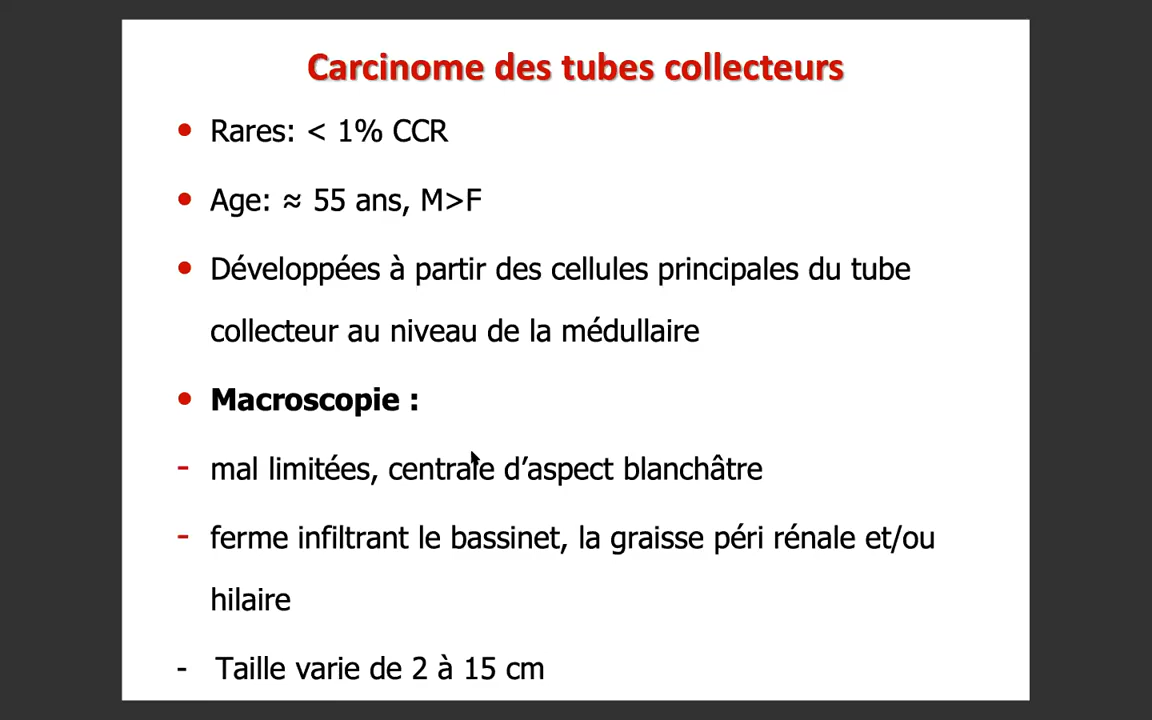 Carcinome des tubes collecteurs
• Rares: < 1% CCR
• Age: ≈ 55 ans, M>F
• Développées à partir des cellules principales du tube
collecteur au niveau de la médullaire
• Macroscopie :
- mal limitées, centrale d’aspect blanchâtre
- ferme infiltrant le bassinet, la graisse péri rénale et/ou
hilaire
- Taille varie de 2 à 15 cm